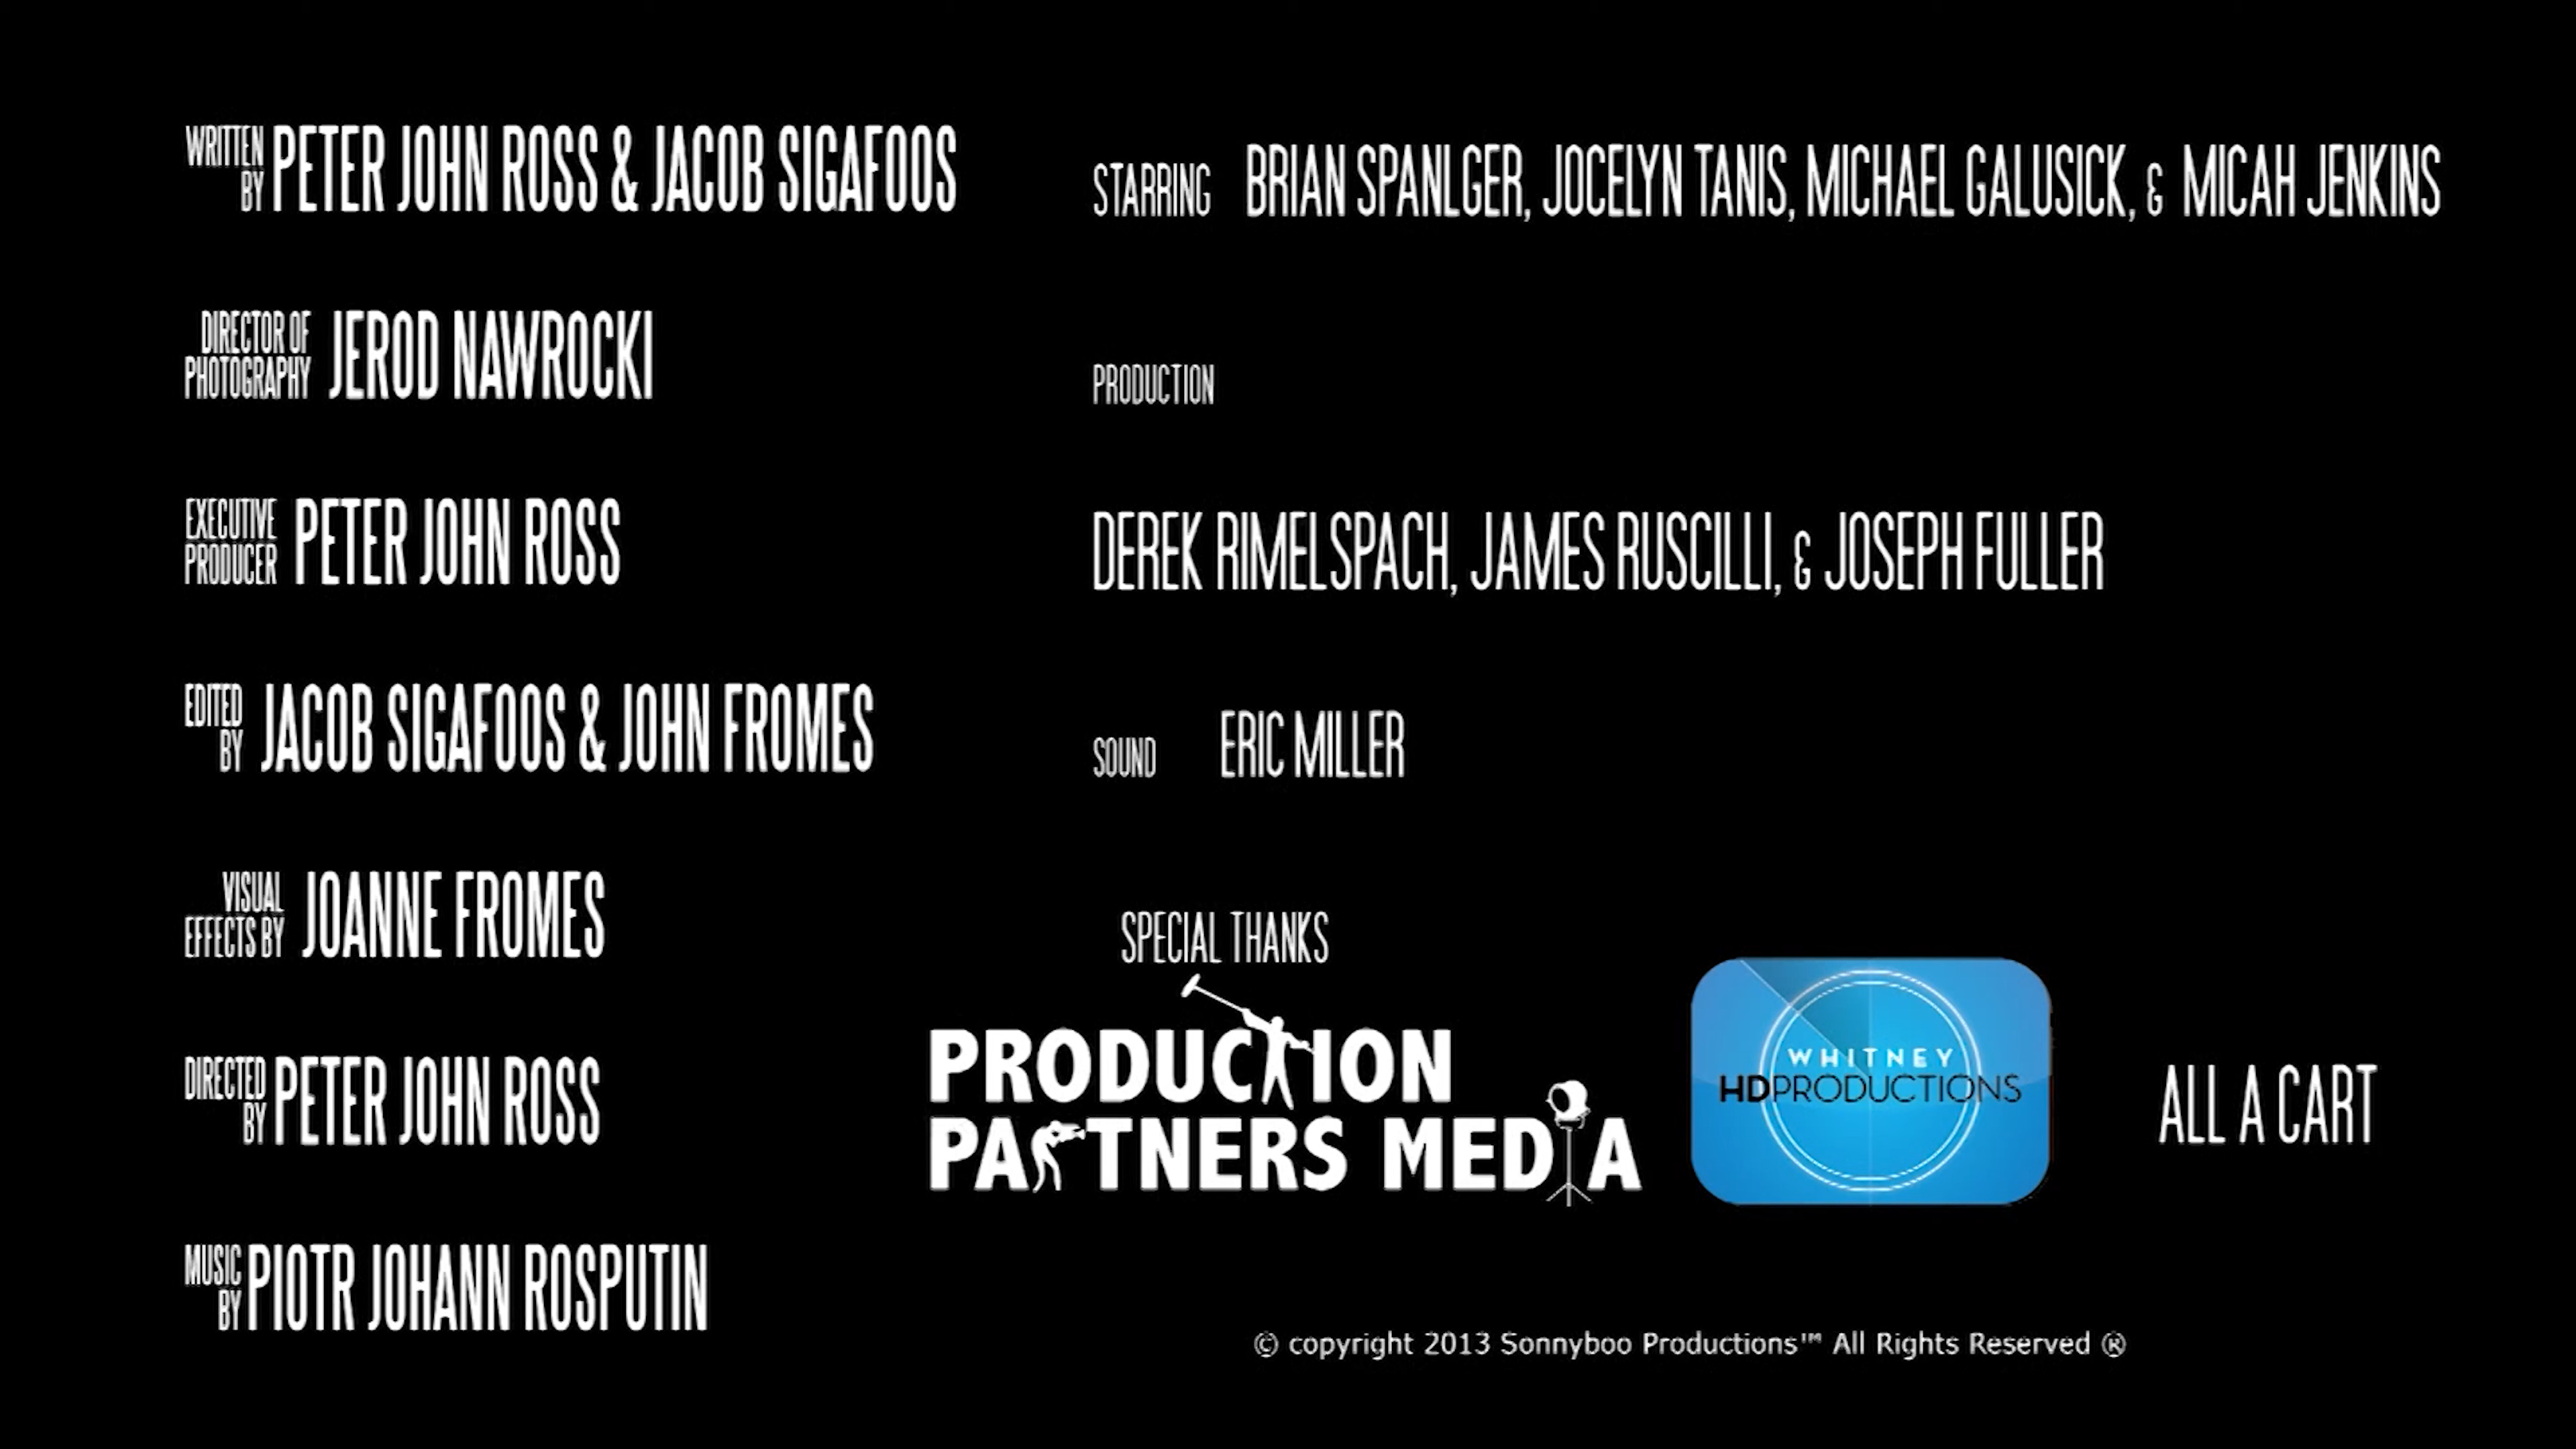 WRITTEN BY PETER JOHN ROSS & JACOB SIGAFOOS
DIRECTOR OF PHOTOGRAPHY JEROD NAWROCKI
EXECUTIVE PRODUCER PETER JOHN ROSS
EDITED BY JACOB SIGAFOOS & JOHN FROMES
VISUAL EFFECTS BY JOANNE FROMES
DIRECTED BY PETER JOHN ROSS
MUSIC BY PIOTR JOHANN ROSPUTIN
STARRING BRIAN SPANLGER, JOCELYN TANIS, MICHAEL GALUSICK, & MICAH JENKINS
PRODUCTION
DEREK RIMELSPACH, JAMES RUSCILLI, & JOSEPH FULLER
SOUND ERIC MILLER
SPECIAL THANKS
PRODUCTION
PARTNERS MEDIA
WHITNEY
HDPRODUCTIONS
ALL A CART
© copyright 2013 Sonnyboo Productions™ All Rights Reserved ®